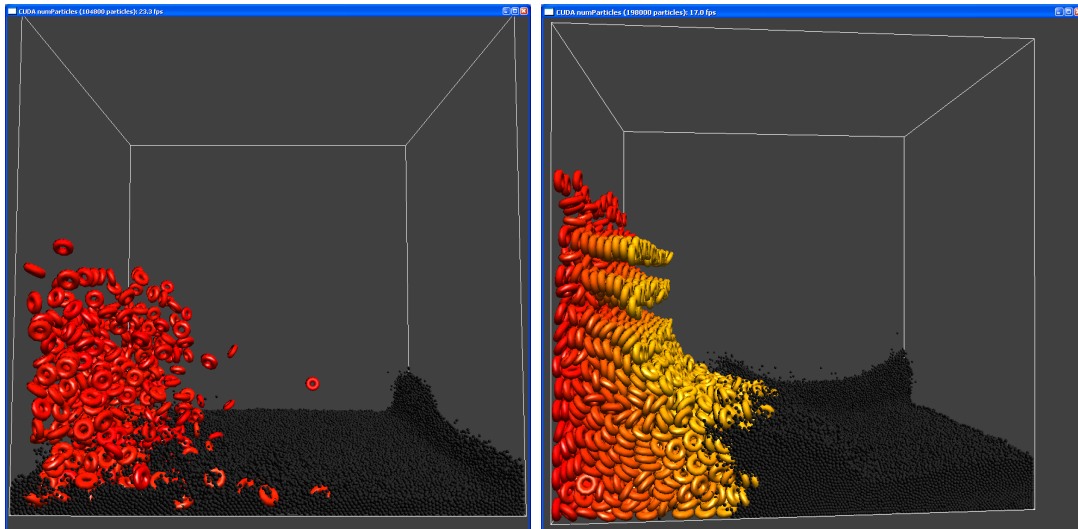 CUDA numParticles (104800 particles): 23.3 fps
CUDA numParticles (198000 particles): 17.0 fps